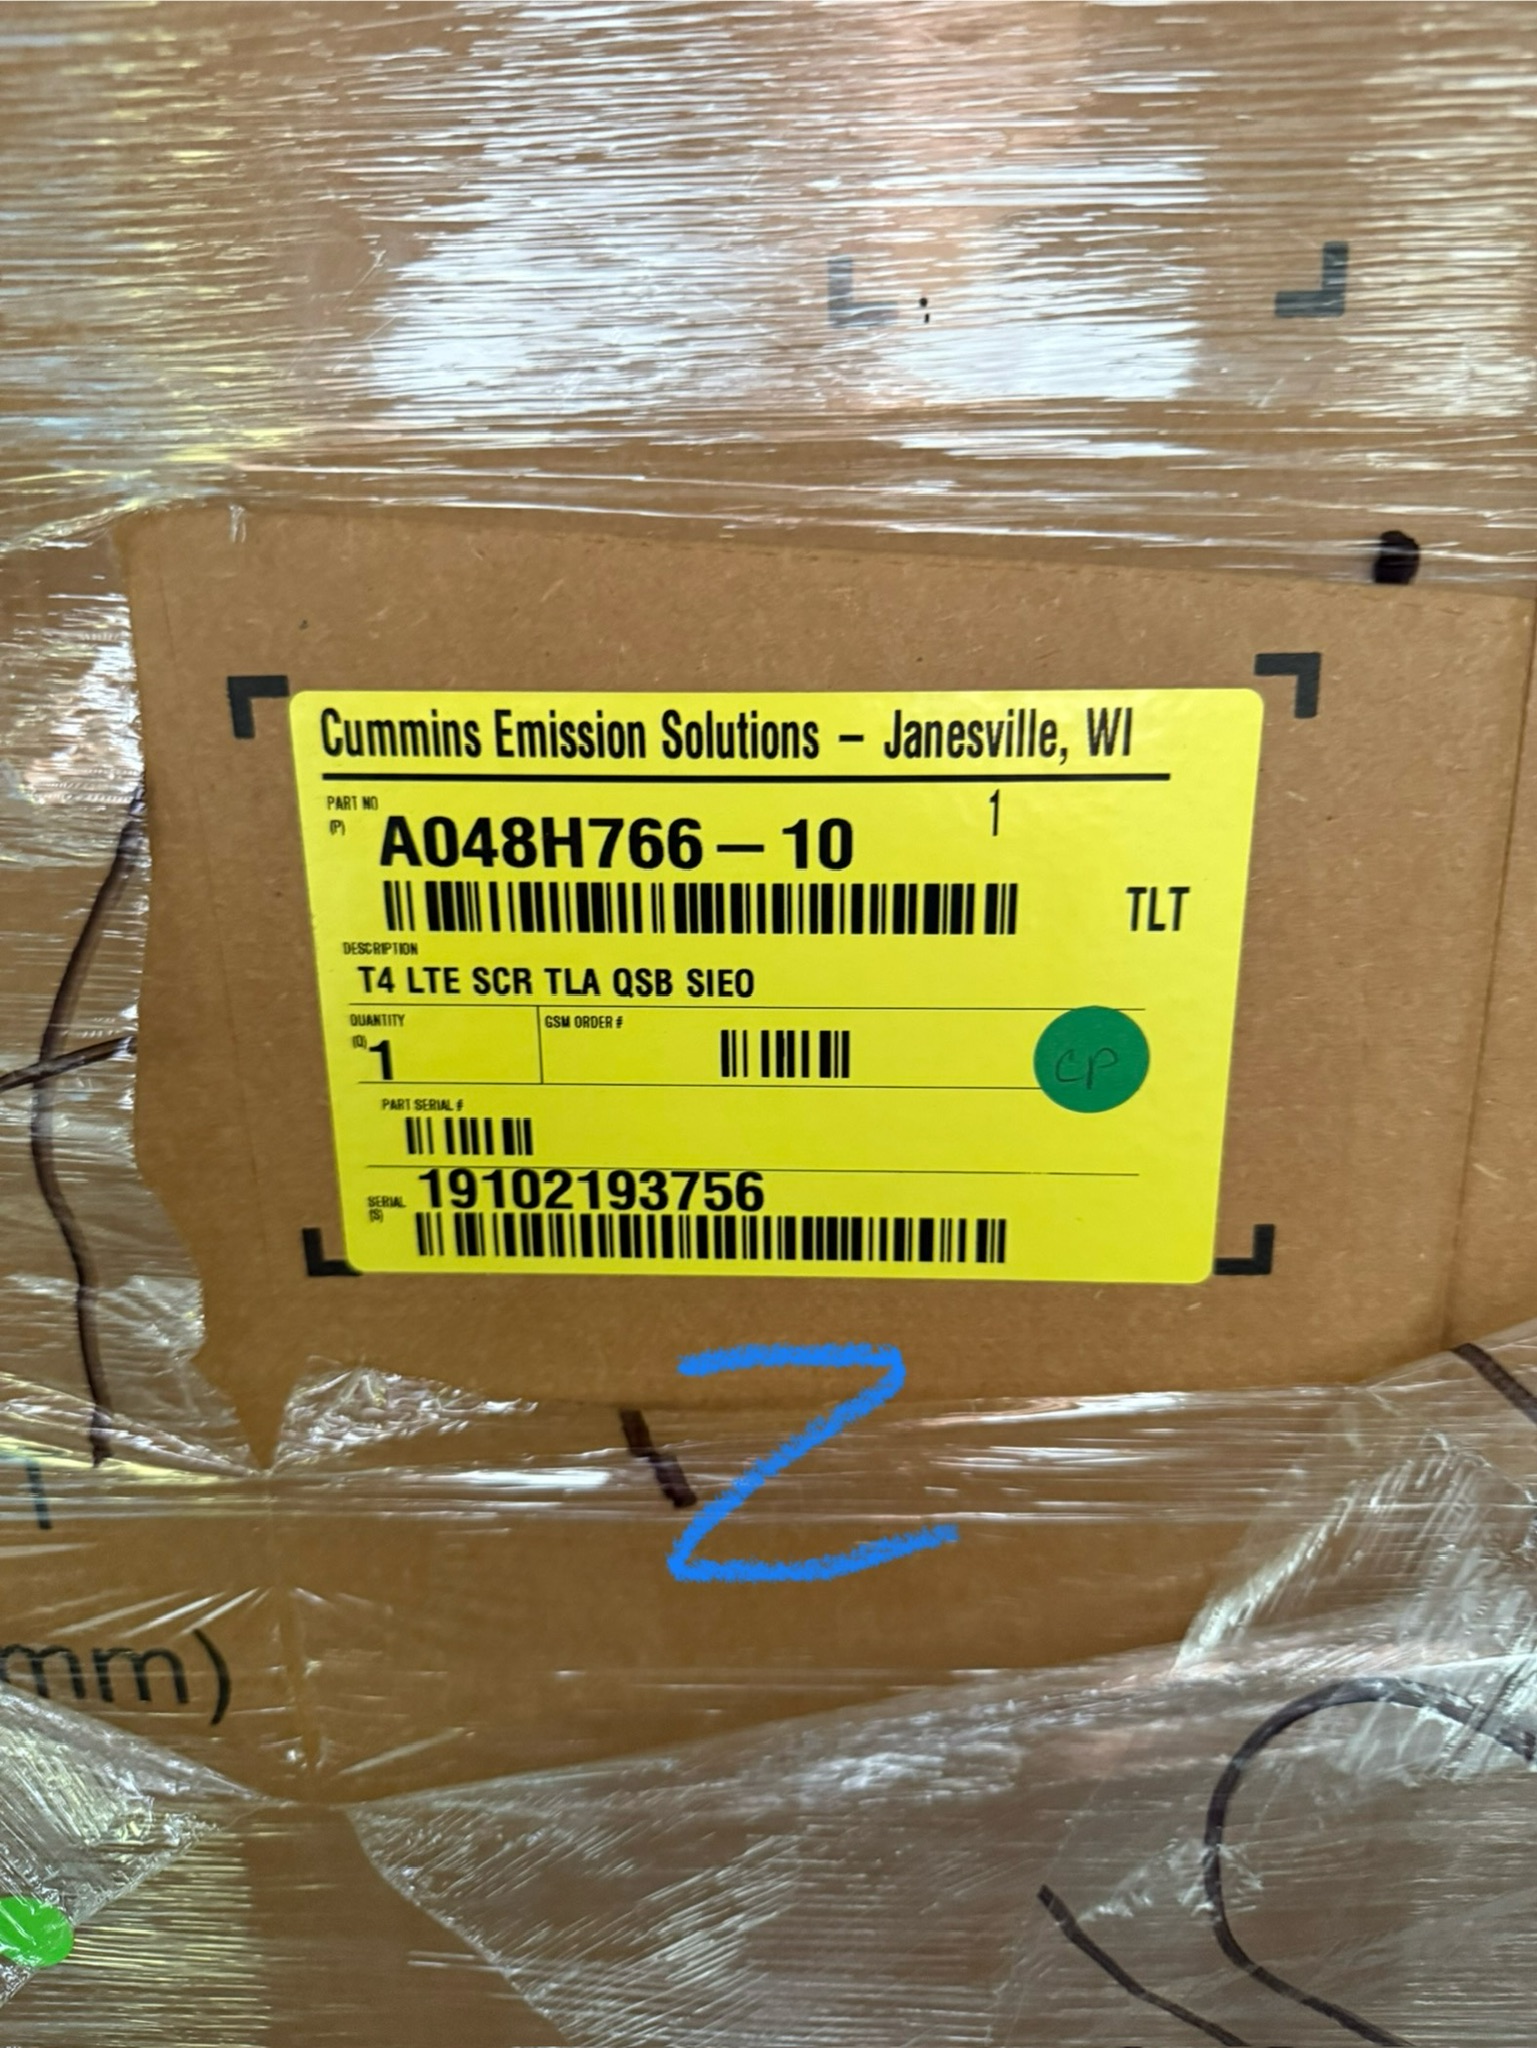 Cummins Emission Solutions – Janesville, WI
PART NO
(P)
A048H766–10
1
TLT
DESCRIPTION
T4 LTE SCR TLA QSB SIEO
QUANTITY
(Q)
1
GSM ORDER #
CP
PART SERIAL #
SERIAL
(S)
19102193756
Z
mm)